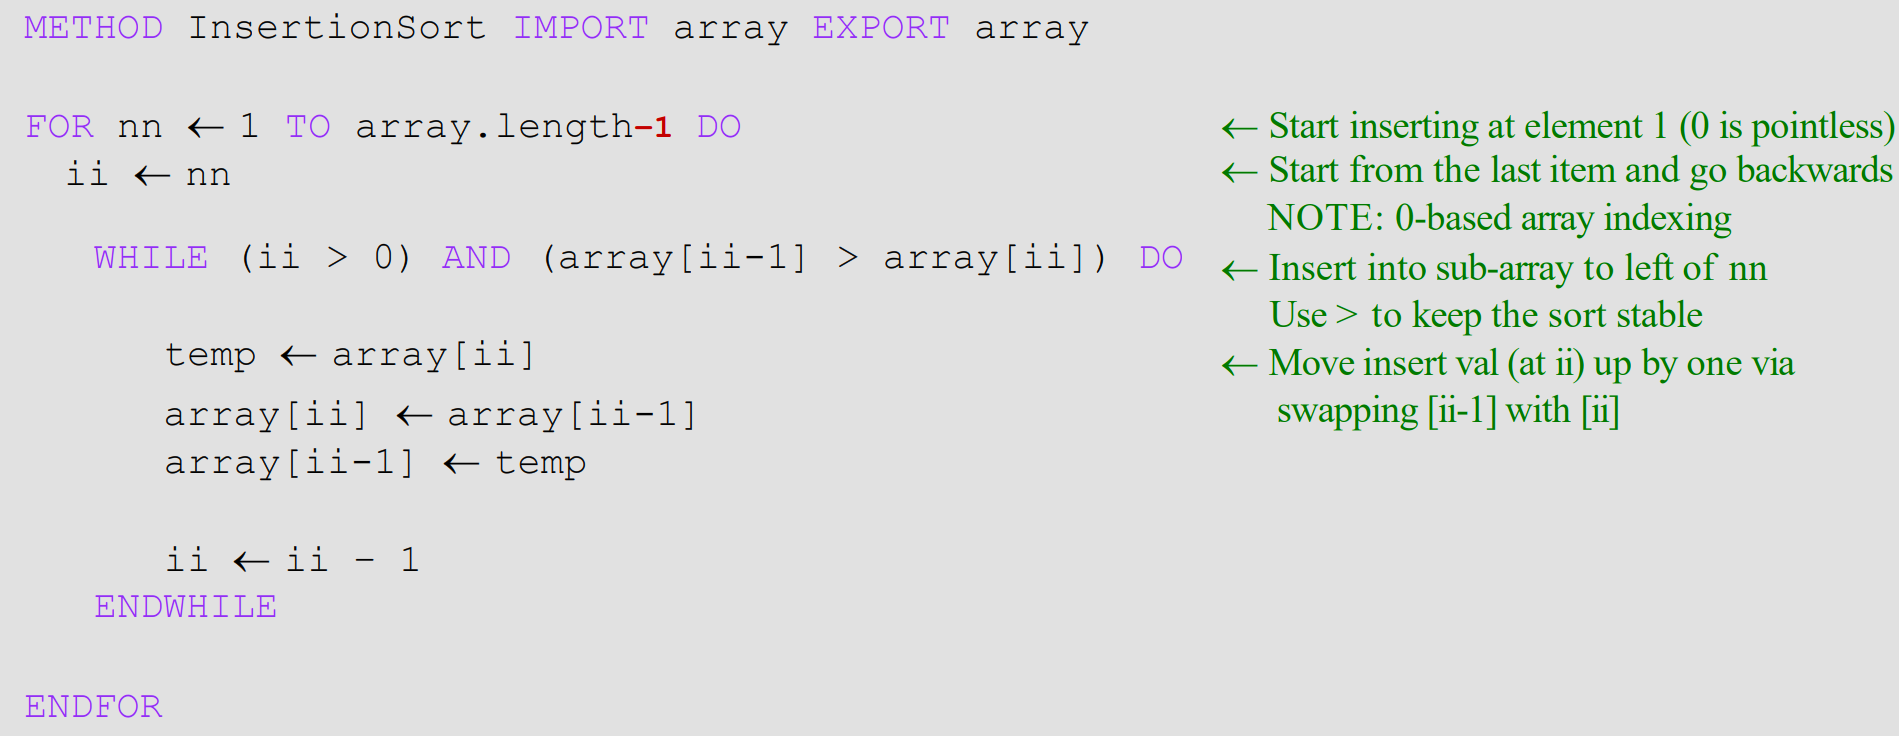 METHOD InsertionSort IMPORT array EXPORT array
FOR nn ← 1 TO array.length-1 DO ← Start inserting at element 1 (0 is pointless)
ii ← nn ← Start from the last item and go backwards
NOTE: 0-based array indexing
WHILE (ii > 0) AND (array[ii-1] > array[ii]) DO ← Insert into sub-array to left of nn
Use > to keep the sort stable
temp ← array[ii] ← Move insert val (at ii) up by one via
array[ii] ← array[ii-1] swapping [ii-1] with [ii]
array[ii-1] ← temp
ii ← ii - 1
ENDWHILE
ENDFOR